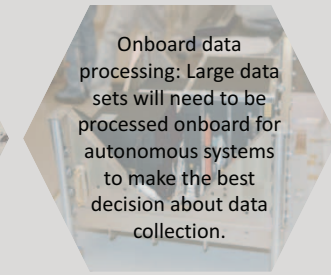 Onboard data
processing: Large data
sets will need to be
processed onboard for
autonomous systems
to make the best
decision about data
collection.